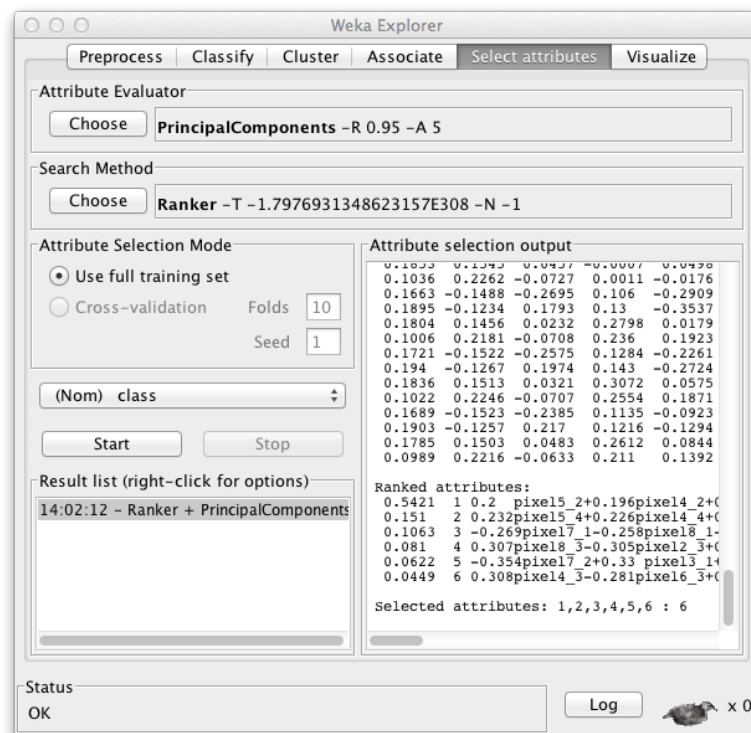 Weka Explorer
Preprocess Classify Cluster Associate Select attributes Visualize
Attribute Evaluator
Choose PrincipalComponents -R 0.95 -A 5
Search Method
Choose Ranker -T -1.7976931348623157E308 -N -1
Attribute Selection Mode
Use full training set
Cross-validation Folds 10
Seed 1
(Nom) class
Start Stop
Result list (right-click for options)
14:02:12 - Ranker + PrincipalComponents
Attribute selection output
0.1036 0.2262 -0.0727 0.0011 -0.0176
0.1663 -0.1488 -0.2695 0.106 -0.2909
0.1895 -0.1234 0.1793 0.13 -0.3537
0.1804 0.1456 0.0232 0.2798 0.0179
0.1006 0.2181 -0.0708 0.236 0.1923
0.1721 -0.1522 -0.2575 0.1284 -0.2261
0.194 -0.1267 0.1974 0.143 -0.2724
0.1836 0.1513 0.0321 0.3072 0.0575
0.1022 0.2246 -0.0707 0.2554 0.1871
0.1689 -0.1523 -0.2385 0.1135 -0.0923
0.1903 -0.1257 0.217 0.1216 -0.1294
0.1785 0.1503 0.0483 0.2612 0.0844
0.0989 0.2216 -0.0633 0.211 0.1392
Ranked attributes:
0.5421 1 0.2 pixel5_2+0.196pixel4_2+0
0.151 2 0.232pixel5_4+0.226pixel4_4+0
0.1063 3 -0.269pixel7_1-0.258pixel8_1-
0.081 4 0.307pixel8_3-0.305pixel2_3+0
0.0622 5 -0.354pixel7_2+0.33 pixel3_1+
0.0449 6 0.308pixel4_3-0.281pixel6_3+0
Selected attributes: 1,2,3,4,5,6 : 6
Status
OK
Log
x 0